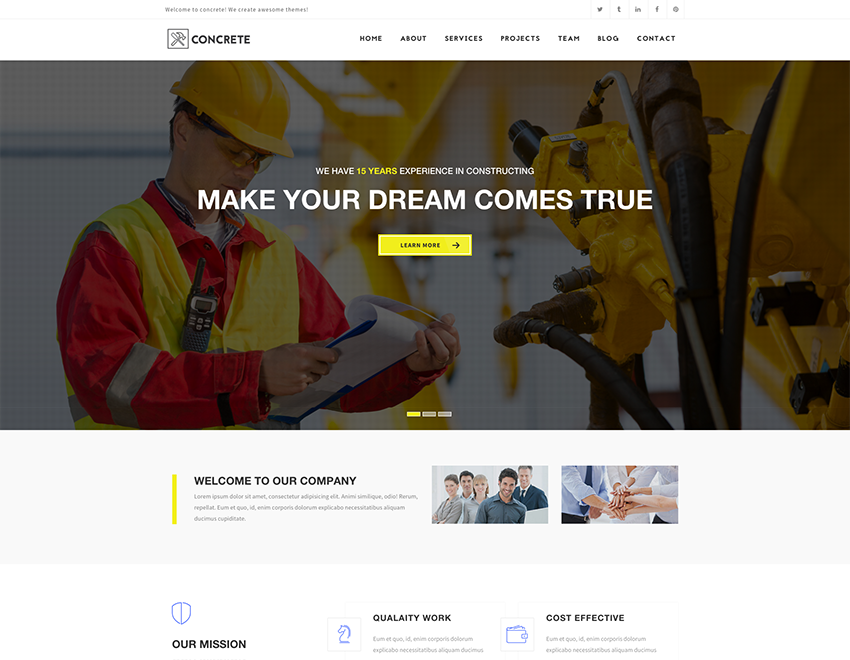 Welcome to concrete! We create awesome themes!
CONCRETE
HOME ABOUT SERVICES PROJECTS TEAM BLOG CONTACT
WE HAVE 15 YEARS EXPERIENCE IN CONSTRUCTING
MAKE YOUR DREAM COMES TRUE
LEARN MORE
WELCOME TO OUR COMPANY
Lorem ipsum dolor sit amet, consectetur adipisicing elit. Animi similique, odio! Rerum,
repellat. Eum et quo, id, enim corporis dolorum explicabo necessitatibus aliquam
ducimus cupiditate.
OUR MISSION
QUALAITY WORK
Eum et quo, id, enim corporis dolorum
explicabo necessitatibus aliquam ducimus
COST EFFECTIVE
Eum et quo, id, enim corporis dolorum
explicabo necessitatibus aliquam ducimus